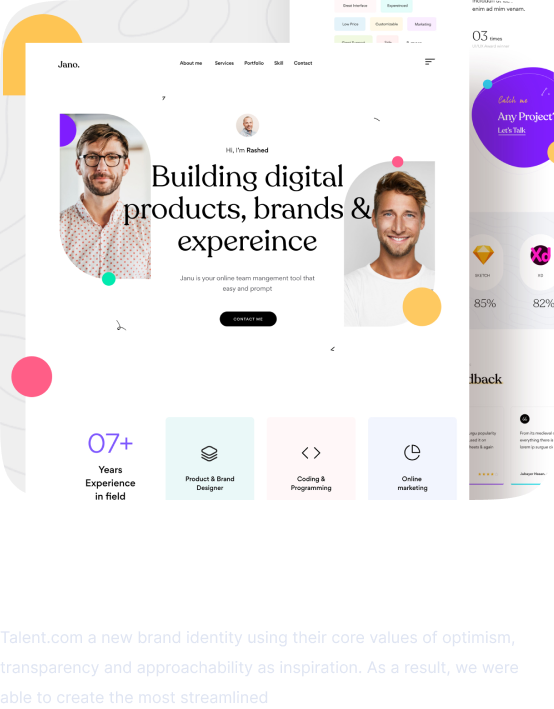 Great Interface
Experienced
enim ad mim venam.
Low Price
Customizable
Marketing
03 times
Jano.
About me
Services
Portfolio
Skill
Contact
Catch me
Any Project?
Let's Talk
Hi, I'm Rashed
Building digital
products, brands &
expereince
Janu is your online team mangement tool that
easy and prompt
CONTACT ME
SKETCH
Xd
XD
85%
82%
dback
07+
Years
Experience
in field
Product & Brand
Designer
Coding &
Programming
Online
marketing
Talent.com a new brand identity using their core values of optimism,
transparency and approachability as inspiration. As a result, we were
able to create the most streamlined